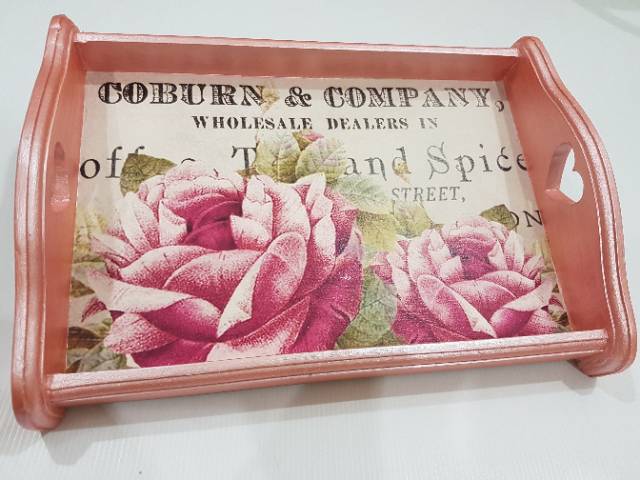 COBURN & COMPANY,
WHOLESALE DEALERS IN
and Spice
STREET,